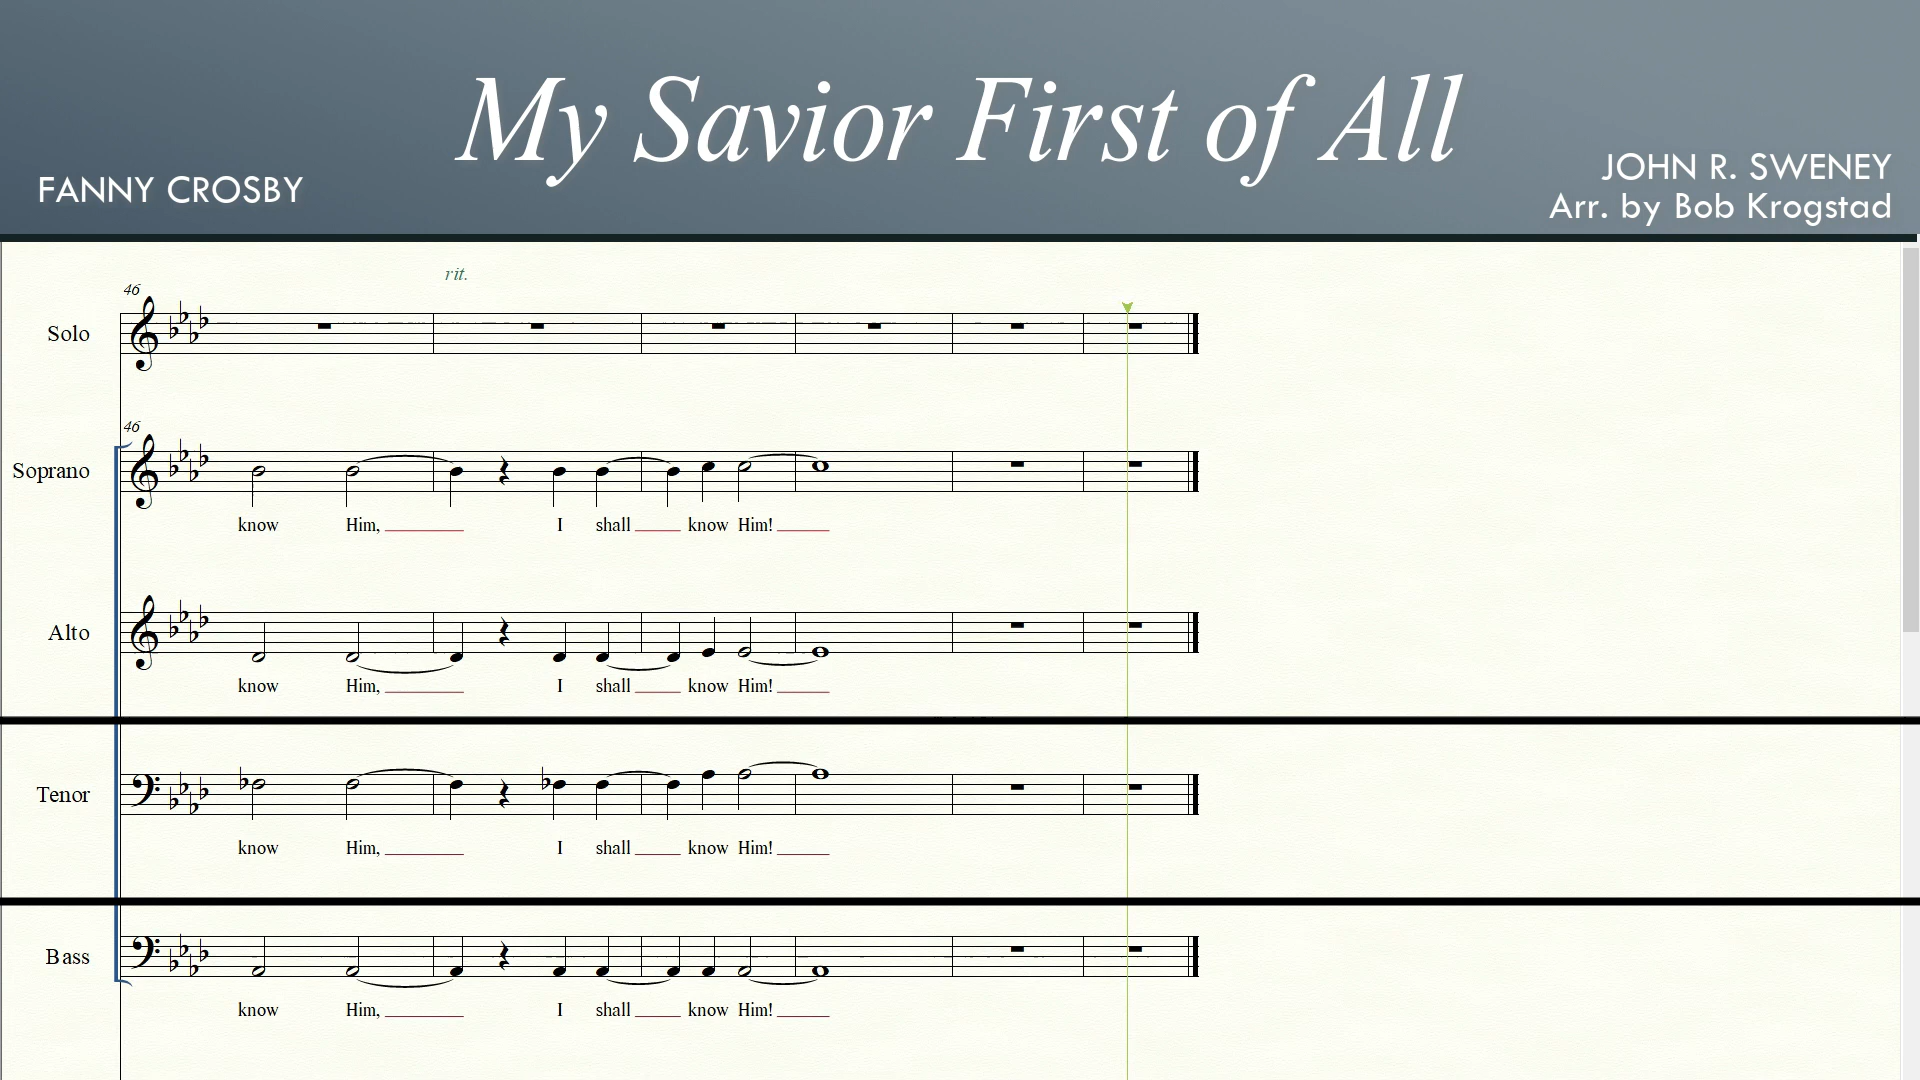 My Savior First of All
FANNY CROSBY
JOHN R. SWENEY
Arr. by Bob Krogstad
rit.
46
Solo
46
Soprano
know Him, I shall know Him!
Alto
know Him, I shall know Him!
Tenor
know Him, I shall know Him!
Bass
know Him, I shall know Him!